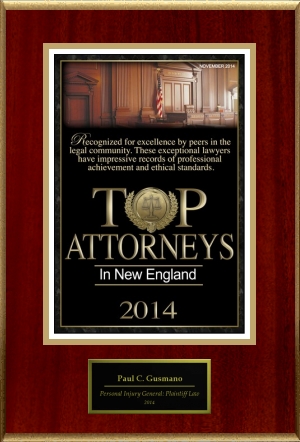 NOVEMBER 2014
Recognized for excellence by peers in the
legal community. These exceptional lawyers
have impressive records of professional
achievement and ethical standards.
TOP
ATTORNEYS
In New England
2014
Paul C. Gusmano
Personal Injury General: Plaintiff Law
2014